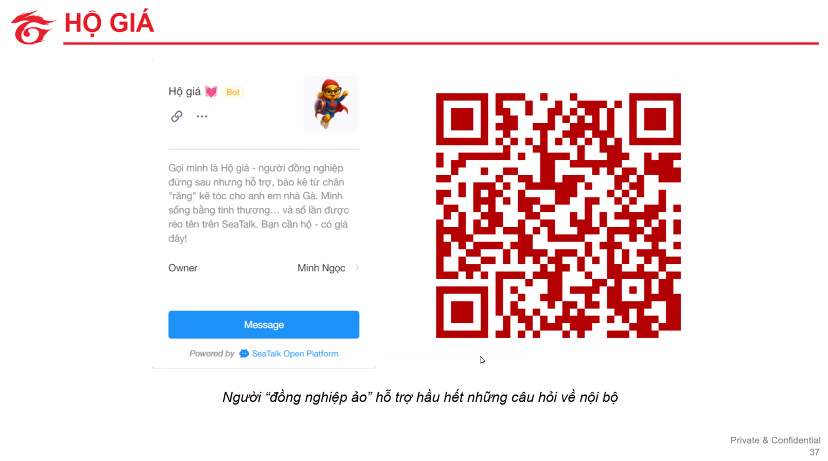 HỘ GIÁ
Hộ giá 💓 Bot
Gọi mình là Hộ giá - người đồng nghiệp
đứng sau nhưng hỗ trợ, bảo kê từ chân
"răng" kẽ tóc cho anh em nhà Gà. Mình
sống bằng tình thương… và số lần được
réo tên trên SeaTalk. Bạn cần hộ - có giá
đây!
Owner Minh Ngọc
Message
Powered by SeaTalk Open Platform
Người “đồng nghiệp ảo” hỗ trợ hầu hết những câu hỏi về nội bộ
Private & Confidential
37